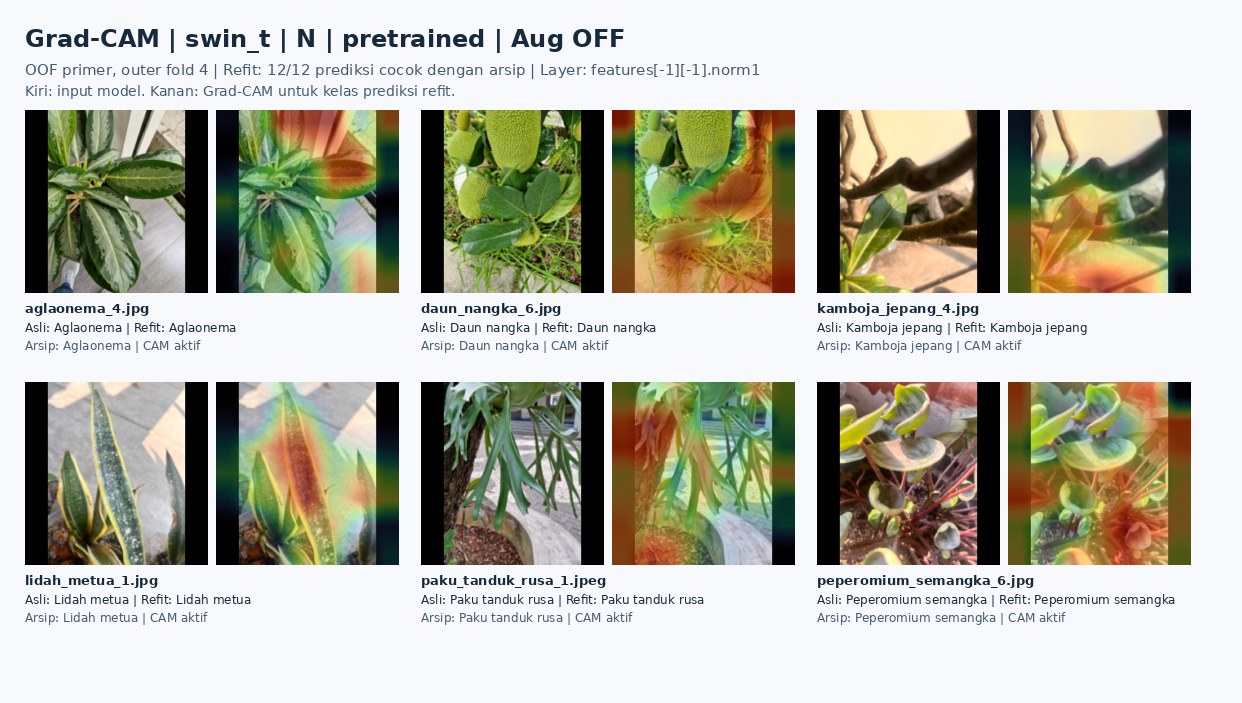 Grad-CAM | swin_t | N | pretrained | Aug OFF
OOF primer, outer fold 4 | Refit: 12/12 prediksi cocok dengan arsip | Layer: features[-1][-1].norm1
Kiri: input model. Kanan: Grad-CAM untuk kelas prediksi refit.
aglaonema_4.jpg
Asli: Aglaonema | Refit: Aglaonema
Arsip: Aglaonema | CAM aktif
daun_nangka_6.jpg
Asli: Daun nangka | Refit: Daun nangka
Arsip: Daun nangka | CAM aktif
kamboja_jepang_4.jpg
Asli: Kamboja jepang | Refit: Kamboja jepang
Arsip: Kamboja jepang | CAM aktif
lidah_metua_1.jpg
Asli: Lidah metua | Refit: Lidah metua
Arsip: Lidah metua | CAM aktif
paku_tanduk_rusa_1.jpeg
Asli: Paku tanduk rusa | Refit: Paku tanduk rusa
Arsip: Paku tanduk rusa | CAM aktif
peperomium_semangka_6.jpg
Asli: Peperomium semangka | Refit: Peperomium semangka
Arsip: Peperomium semangka | CAM aktif